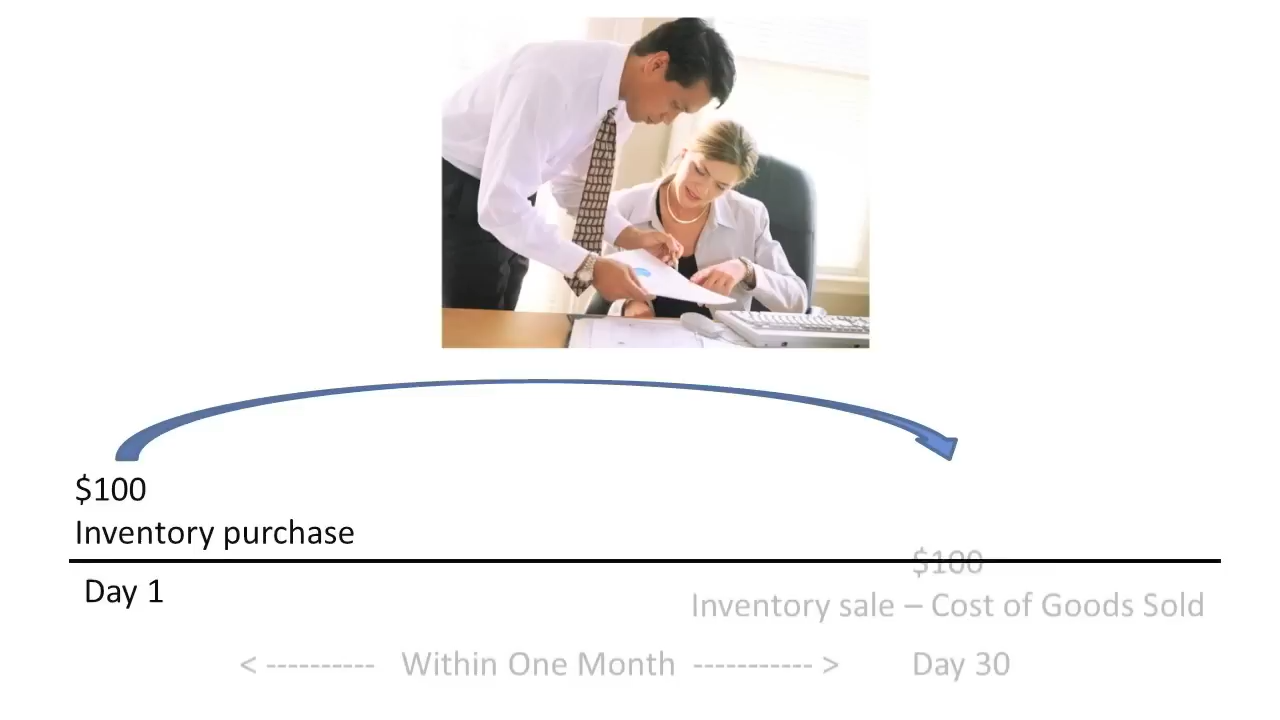 $100
Inventory purchase
$100
Day 1
Inventory sale – Cost of Goods Sold
< ---------- Within One Month ----------- > Day 30